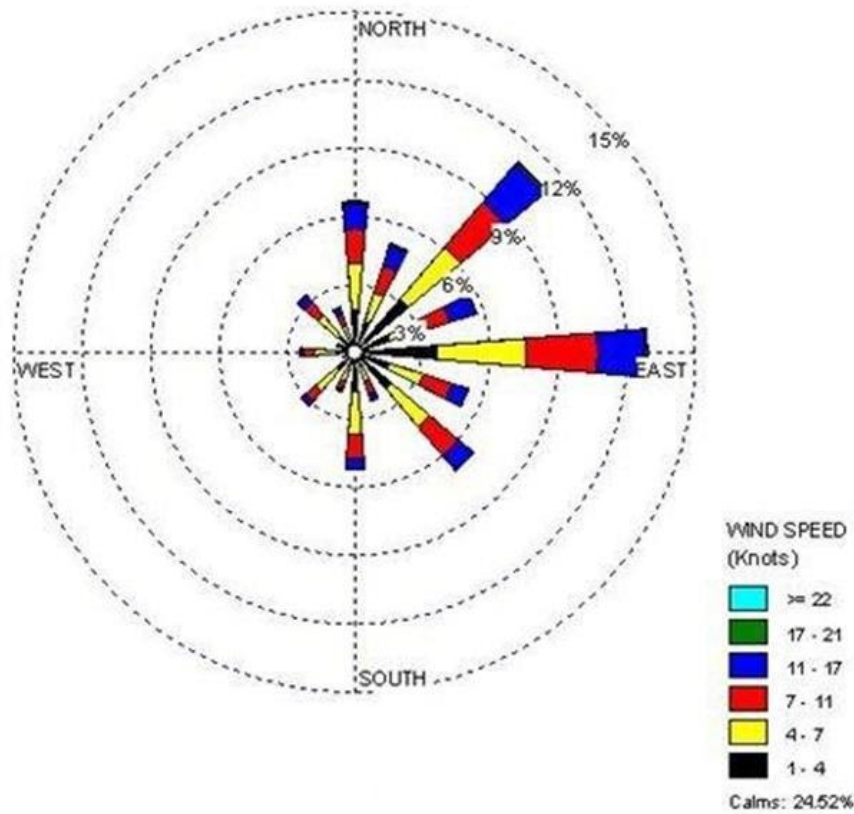 NORTH
15%
12%
9%
6%
3%
WEST
EAST
SOUTH
WIND SPEED
(Knots)
>= 22
17 - 21
11 - 17
7 - 11
4 - 7
1 - 4
Calms: 24.52%